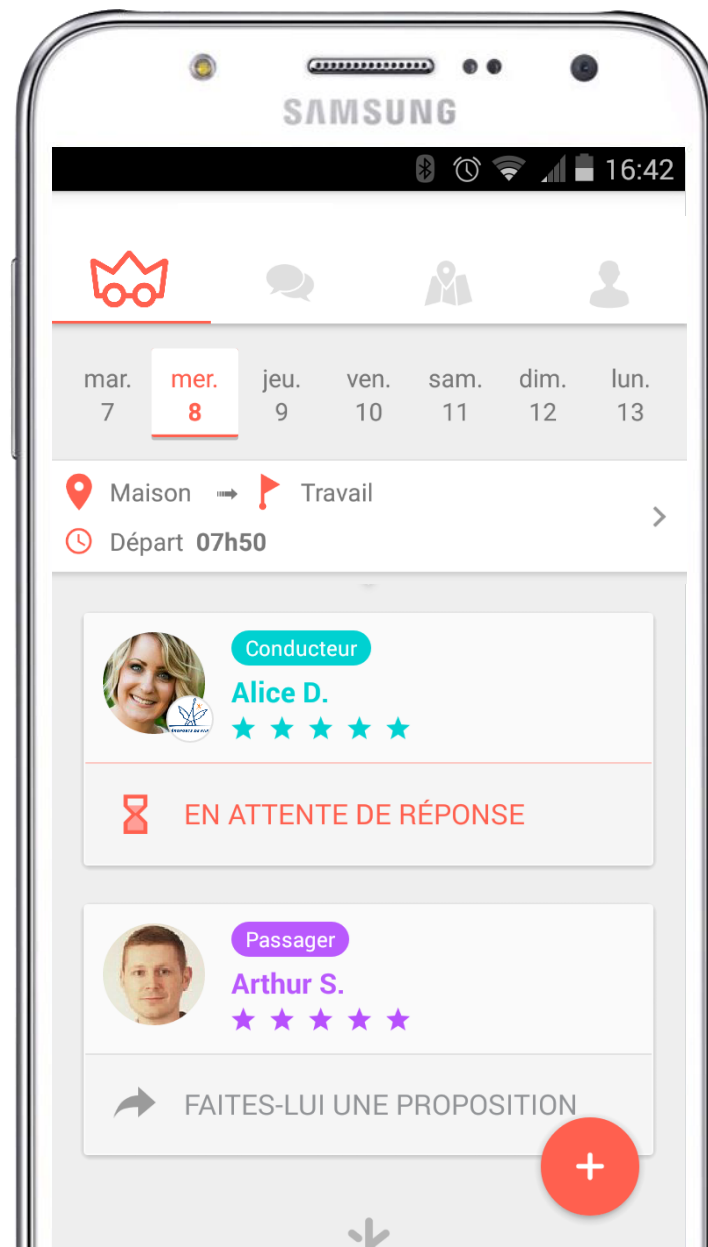 SAMSUNG
16:42
mar. mer. jeu. ven. sam. dim. lun.
7 8 9 10 11 12 13
Maison Travail
Départ 07h50
Conducteur
Alice D.
EN ATTENTE DE RÉPONSE
Passager
Arthur S.
FAITES-LUI UNE PROPOSITION